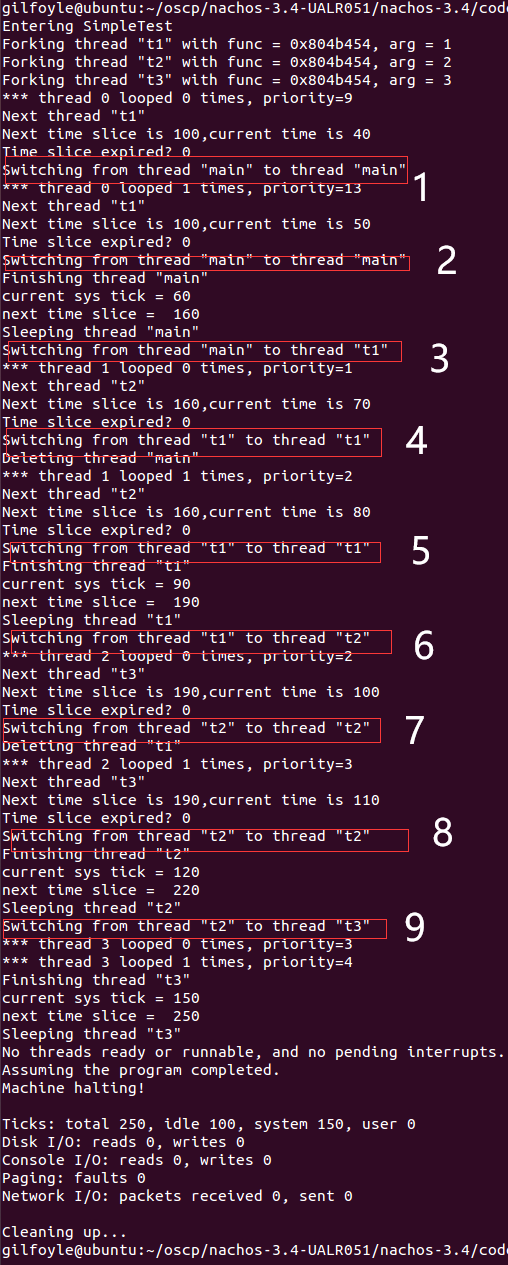 gilfoyle@ubuntu:~/oscp/nachos-3.4-UALR051/nachos-3.4/code
Entering SimpleTest
Forking thread "t1" with func = 0x804b454, arg = 1
Forking thread "t2" with func = 0x804b454, arg = 2
Forking thread "t3" with func = 0x804b454, arg = 3
*** thread 0 looped 0 times, priority=9
Next thread "t1"
Next time slice is 100,current time is 40
Time slice expired? 0
Switching from thread "main" to thread "main" 1
*** thread 0 looped 1 times, priority=13
Next thread "t1"
Next time slice is 100,current time is 50
Time slice expired? 0
Switching from thread "main" to thread "main" 2
Finishing thread "main"
current sys tick = 60
next time slice =  160
Sleeping thread "main"
Switching from thread "main" to thread "t1" 3
*** thread 1 looped 0 times, priority=1
Next thread "t2"
Next time slice is 160,current time is 70
Time slice expired? 0
Switching from thread "t1" to thread "t1" 4
Deleting thread "main"
*** thread 1 looped 1 times, priority=2
Next thread "t2"
Next time slice is 160,current time is 80
Time slice expired? 0
Switching from thread "t1" to thread "t1" 5
Finishing thread "t1"
current sys tick = 90
next time slice =  190
Sleeping thread "t1"
Switching from thread "t1" to thread "t2" 6
*** thread 2 looped 0 times, priority=2
Next thread "t3"
Next time slice is 190,current time is 100
Time slice expired? 0
Switching from thread "t2" to thread "t2" 7
Deleting thread "t1"
*** thread 2 looped 1 times, priority=3
Next thread "t3"
Next time slice is 190,current time is 110
Time slice expired? 0
Switching from thread "t2" to thread "t2" 8
Finishing thread "t2"
current sys tick = 120
next time slice =  220
Sleeping thread "t2"
Switching from thread "t2" to thread "t3" 9
*** thread 3 looped 0 times, priority=3
*** thread 3 looped 1 times, priority=4
Finishing thread "t3"
current sys tick = 150
next time slice =  250
Sleeping thread "t3"
No threads ready or runnable, and no pending interrupts.
Assuming the program completed.
Machine halting!
Ticks: total 250, idle 100, system 150, user 0
Disk I/O: reads 0, writes 0
Console I/O: reads 0, writes 0
Paging: faults 0
Network I/O: packets received 0, sent 0
Cleaning up...
gilfoyle@ubuntu:~/oscp/nachos-3.4-UALR051/nachos-3.4/code